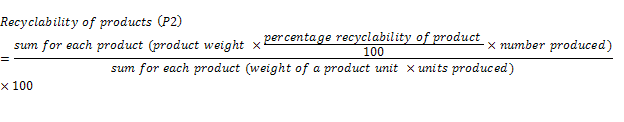 Recyclability of products (P2)
= sum for each product (product weight × percentage recyclability of product / 100 × number produced)
/ sum for each product (weight of a product unit × units produced)
× 100